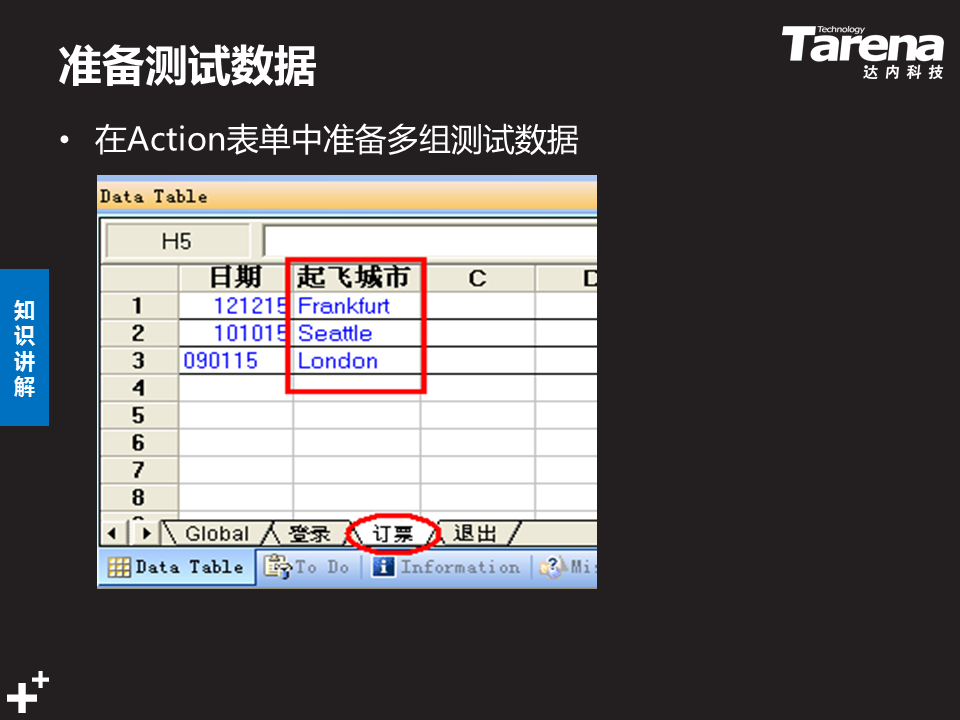 准备测试数据
Technology
Tarena
达内科技
• 在Action表单中准备多组测试数据
Data Table
H5
日期 起飞城市 C
1 121215 Frankfurt
2 101015 Seattle
3 090115 London
4
5
6
7
8
Global 登录 订票 退出
Data Table To Do Information
知识讲解